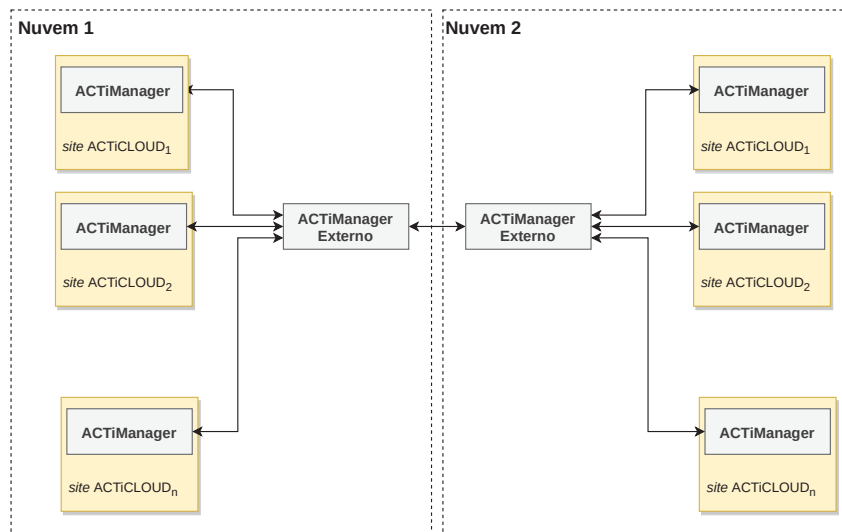 Nuvem 1
ACTiManager
site ACTiCLOUD1
ACTiManager
site ACTiCLOUD2
ACTiManager
Externo
ACTiManager
site ACTiCLOUDn
Nuvem 2
ACTiManager
site ACTiCLOUD1
ACTiManager
Externo
ACTiManager
site ACTiCLOUD2
ACTiManager
site ACTiCLOUDn